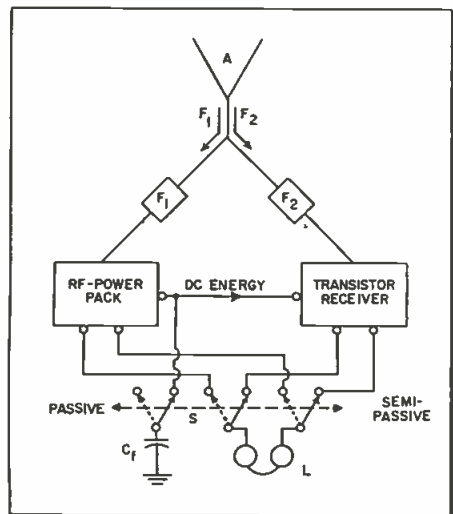 A
F1 F2
F1 F2
RF-POWER PACK
DC ENERGY
TRANSISTOR RECEIVER
PASSIVE
S
SEMI-PASSIVE
Cf
L